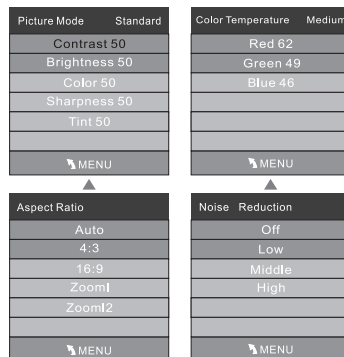 Picture Mode Standard
Contrast 50
Brightness 50
Color 50
Sharpness 50
Tint 50
MENU
Color Temperature Medium
Red 62
Green 49
Blue 46
MENU
Aspect Ratio
Auto
4:3
16:9
Zooml
Zooml2
MENU
Noise Reduction
Off
Low
Middle
High
MENU